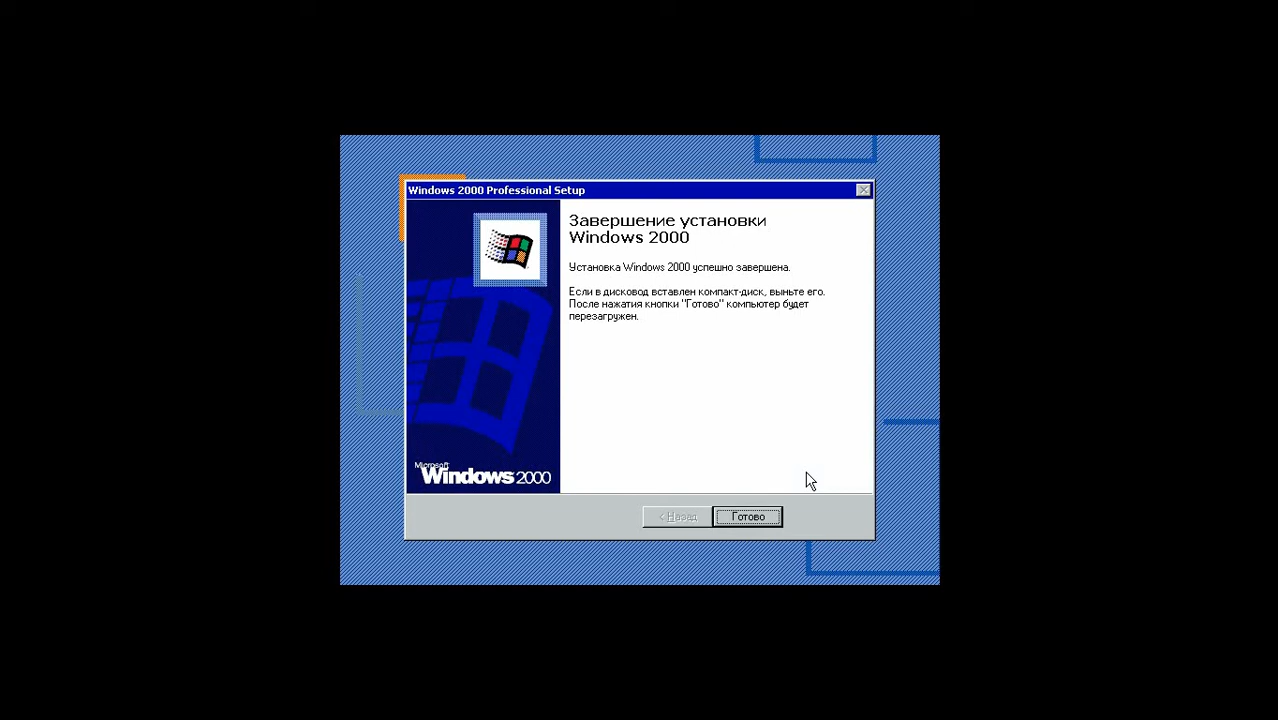 Windows 2000 Professional Setup
Завершение установки
Windows 2000
Установка Windows 2000 успешно завершена.
Если в дисковод вставлен компакт-диск, выньте его.
После нажатия кнопки "Готово" компьютер будет
перезагружен.
Microsoft
Windows 2000
< Назад
Готово